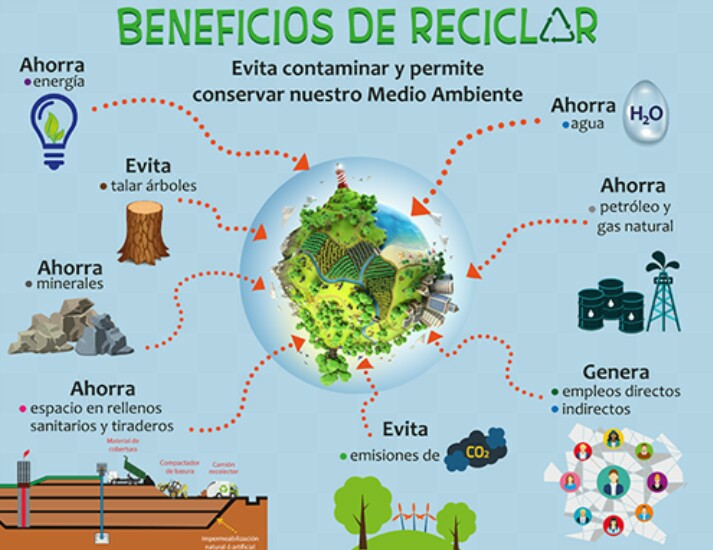 BENEFICIOS DE RECICLAR
Evita contaminar y permite
conservar nuestro Medio Ambiente
Ahorra
energía
Ahorra
agua
H₂O
Evita
talar árboles
Ahorra
petróleo y
gas natural
Ahorra
minerales
Genera
empleos directos
indirectos
Ahorra
espacio en rellenos
sanitarios y tiraderos
Evita
emisiones de
CO₂
Material de
cobertura
Compactador
de basura
Camión
recolector
Impermeabilización
natural ó artificial